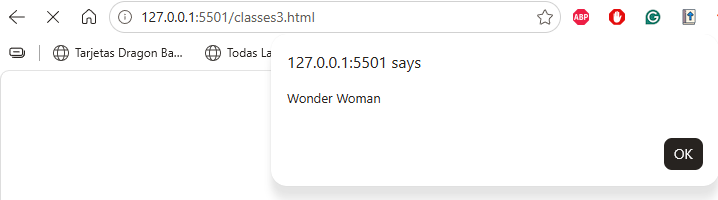 127.0.0.1:5501/classes3.html
ABP
Tarjetas Dragon Ba...
Todas La
127.0.0.1:5501 says
Wonder Woman
OK